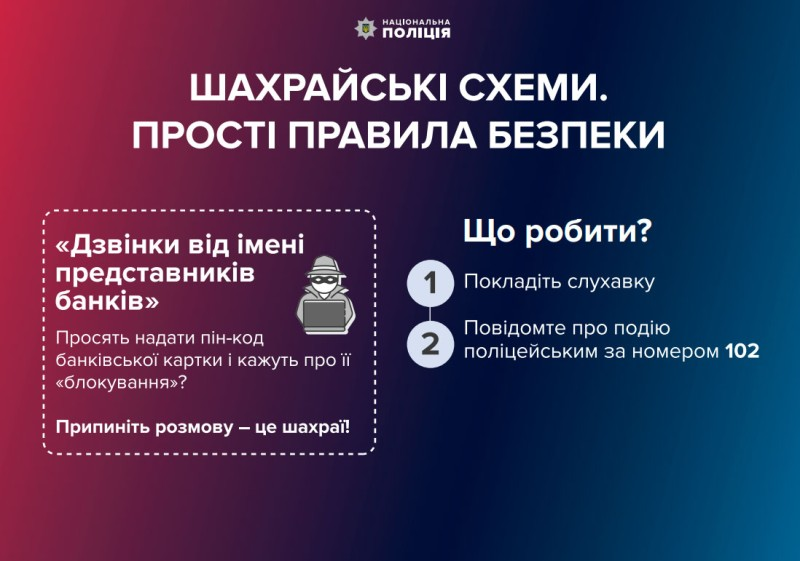 НАЦІОНАЛЬНА
ПОЛІЦІЯ
ШАХРАЙСЬКІ СХЕМИ.
ПРОСТІ ПРАВИЛА БЕЗПЕКИ
«Дзвінки від імені
представників
банків»
Просять надати пін-код
банківської картки і кажуть про її
«блокування»?
Припиніть розмову – це шахраї!
Що робити?
1 Покладіть слухавку
2 Повідомте про подію
поліцейським за номером 102